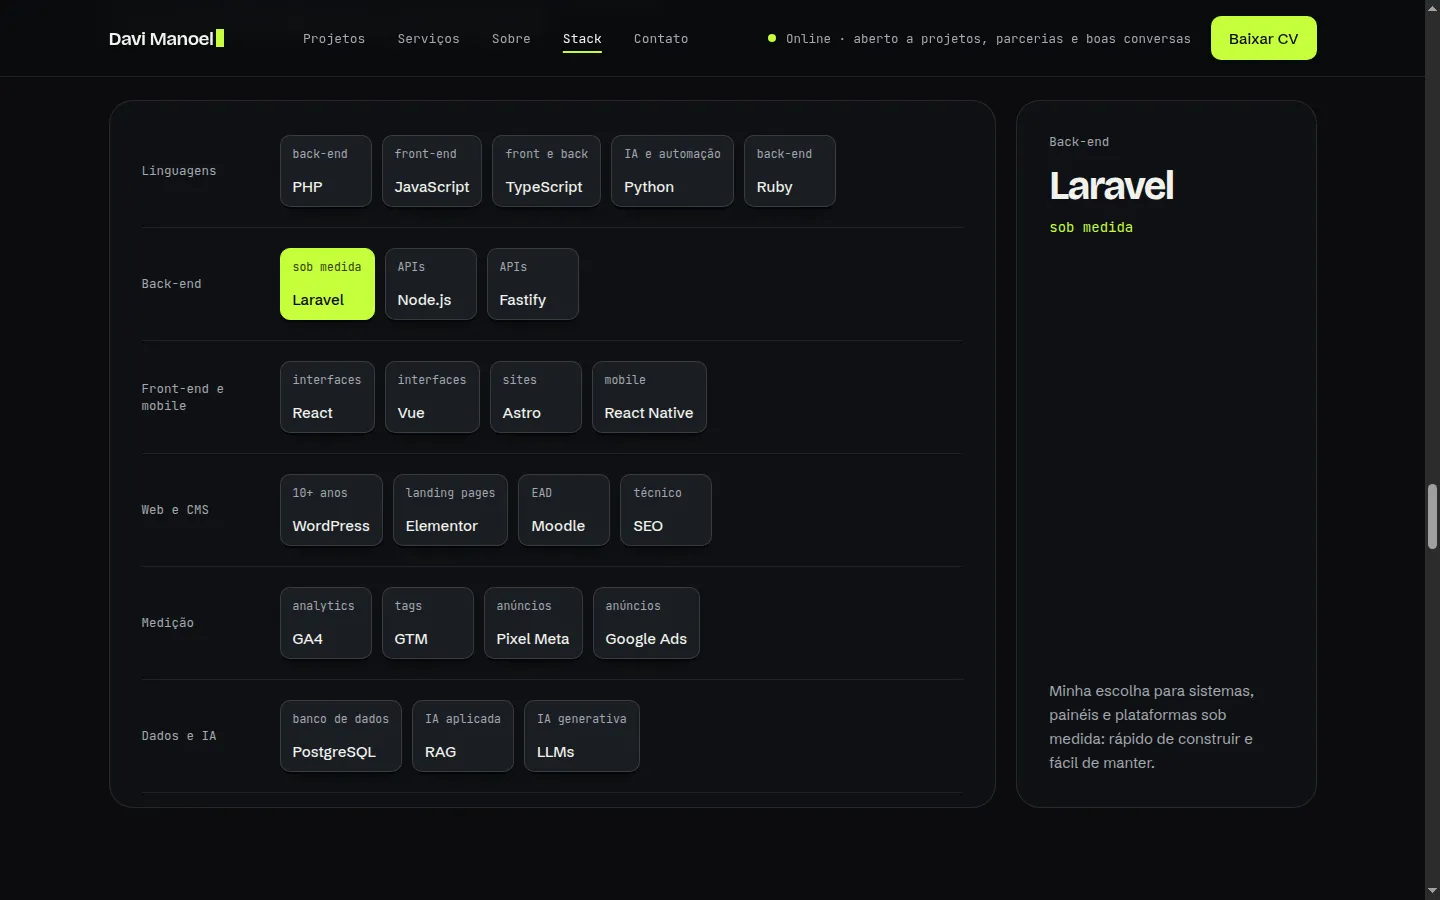 Davi Manoel
Projetos
Serviços
Sobre
Stack
Contato
Online · aberto a projetos, parcerias e boas conversas
Baixar CV
Linguagens
back-end
PHP
front-end
JavaScript
front e back
TypeScript
IA e automação
Python
back-end
Ruby
Back-end
sob medida
Laravel
APIs
Node.js
APIs
Fastify
Front-end e
mobile
interfaces
React
interfaces
Vue
sites
Astro
mobile
React Native
Web e CMS
10+ anos
WordPress
landing pages
Elementor
EAD
Moodle
técnico
SEO
Medição
analytics
GA4
tags
GTM
anúncios
Pixel Meta
anúncios
Google Ads
Dados e IA
banco de dados
PostgreSQL
IA aplicada
RAG
IA generativa
LLMs
Back-end
Laravel
sob medida
Minha escolha para sistemas,
painéis e plataformas sob
medida: rápido de construir e
fácil de manter.